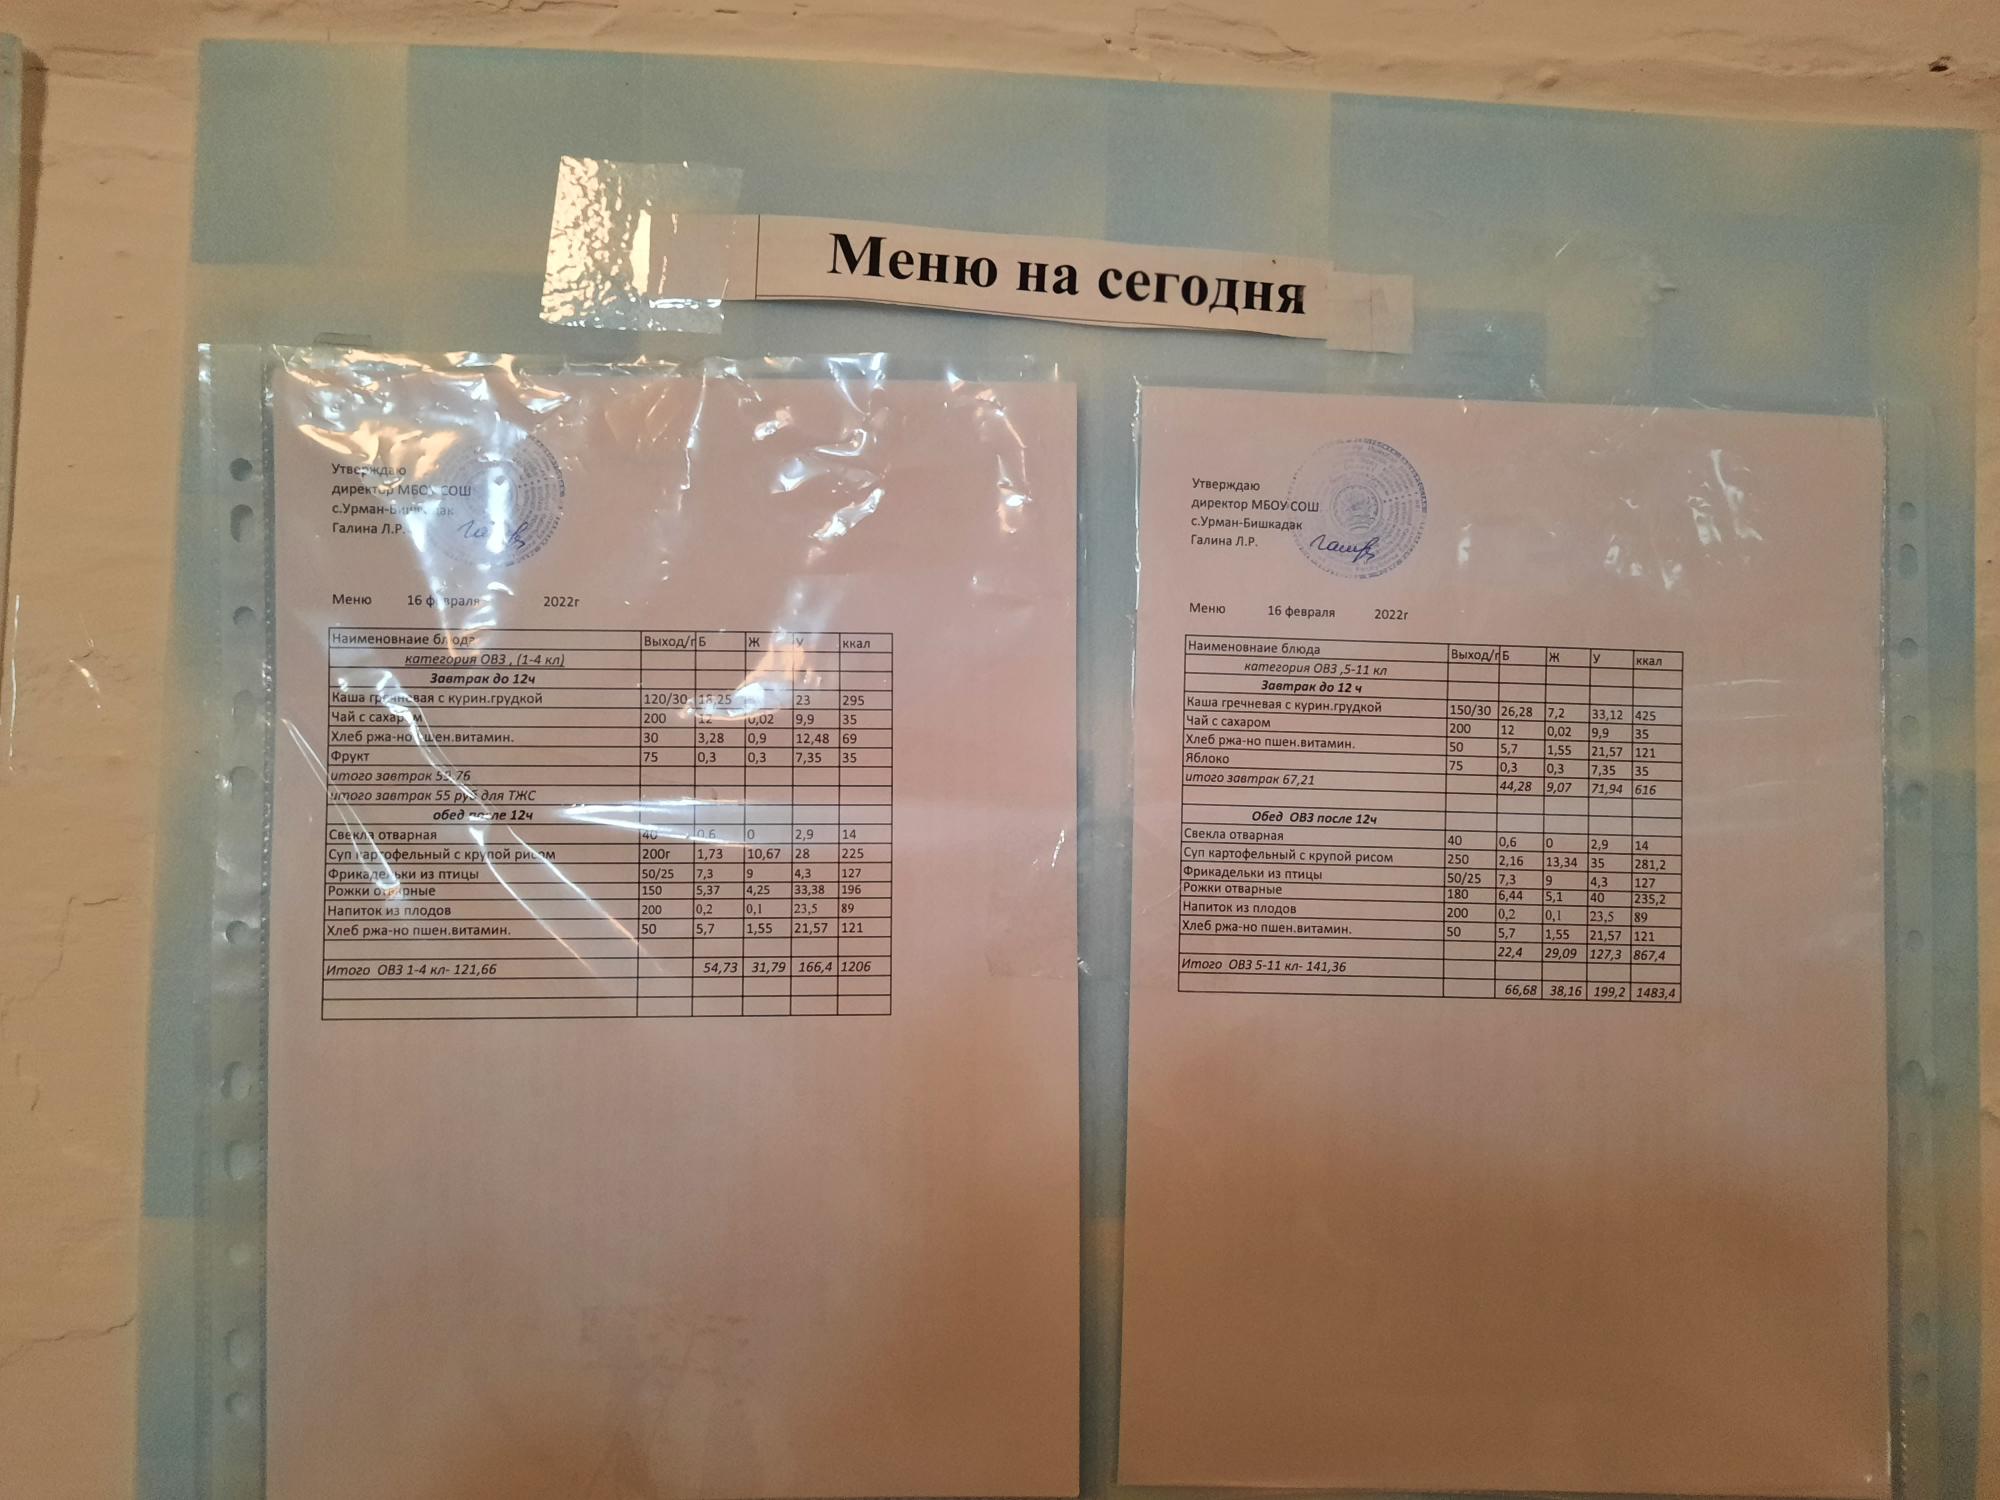 Меню на сегодня
Утверждаю
директор МБОУ СОШ
с.Урман-Бишкадак
Галина Л.Р.
Меню 16 февраля 2022г
Наименовнаие блюда Выход/г Б Ж У ккал
категория ОВЗ , (1-4 кл)
Завтрак до 12ч
Каша гречневая с курин.грудкой 120/30 18,25 23 295
Чай с сахаром 200 12 0,02 9,9 35
Хлеб ржа-но пшен.витамин. 30 3,28 0,9 12,48 69
Фрукт 75 0,3 0,3 7,35 35
итого завтрак 59,76
итого завтрак 55 руб для ТЖС
обед после 12ч
Свекла отварная 40 0,6 0 2,9 14
Суп картофельный с крупой рисом 200г 1,73 10,67 28 225
Фрикадельки из птицы 50/25 7,3 9 4,3 127
Рожки отварные 150 5,37 4,25 33,38 196
Напиток из плодов 200 0,2 0,1 23,5 89
Хлеб ржа-но пшен.витамин. 50 5,7 1,55 21,57 121
Итого ОВЗ 1-4 кл- 121,66 54,73 31,79 166,4 1206
Утверждаю
директор МБОУ СОШ
с.Урман-Бишкадак
Галина Л.Р.
Меню 16 февраля 2022г
Наименовнаие блюда Выход/г Б Ж У ккал
категория ОВЗ ,5-11 кл
Завтрак до 12 ч
Каша гречневая с курин.грудкой 150/30 26,28 7,2 33,12 425
Чай с сахаром 200 12 0,02 9,9 35
Хлеб ржа-но пшен.витамин. 50 5,7 1,55 21,57 121
Яблоко 75 0,3 0,3 7,35 35
итого завтрак 67,21 44,28 9,07 71,94 616
Обед ОВЗ после 12ч
Свекла отварная 40 0,6 0 2,9 14
Суп картофельный с крупой рисом 250 2,16 13,34 35 281,2
Фрикадельки из птицы 50/25 7,3 9 4,3 127
Рожки отварные 180 6,44 5,1 40 235,2
Напиток из плодов 200 0,2 0,1 23,5 89
Хлеб ржа-но пшен.витамин. 50 5,7 1,55 21,57 121
22,4 29,09 127,3 867,4
Итого ОВЗ 5-11 кл- 141,36
66,68 38,16 199,2 1483,4